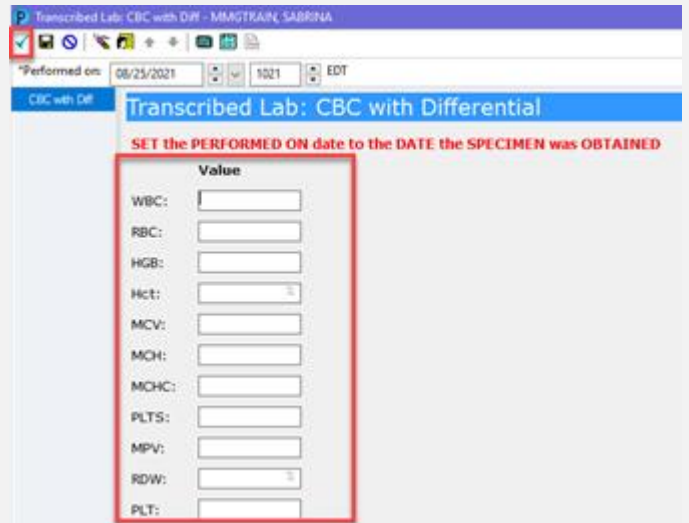 Transcribed Lab: CBC with Diff - MMGTRAIN, SABRINA
*Performed on: 08/25/2021 1021 EDT
CBC with Diff
Transcribed Lab: CBC with Differential
SET the PERFORMED ON date to the DATE the SPECIMEN was OBTAINED
Value
WBC:
RBC:
HGB:
Hct:
MCV:
MCH:
MCHC:
PLTS:
MPV:
RDW:
PLT: